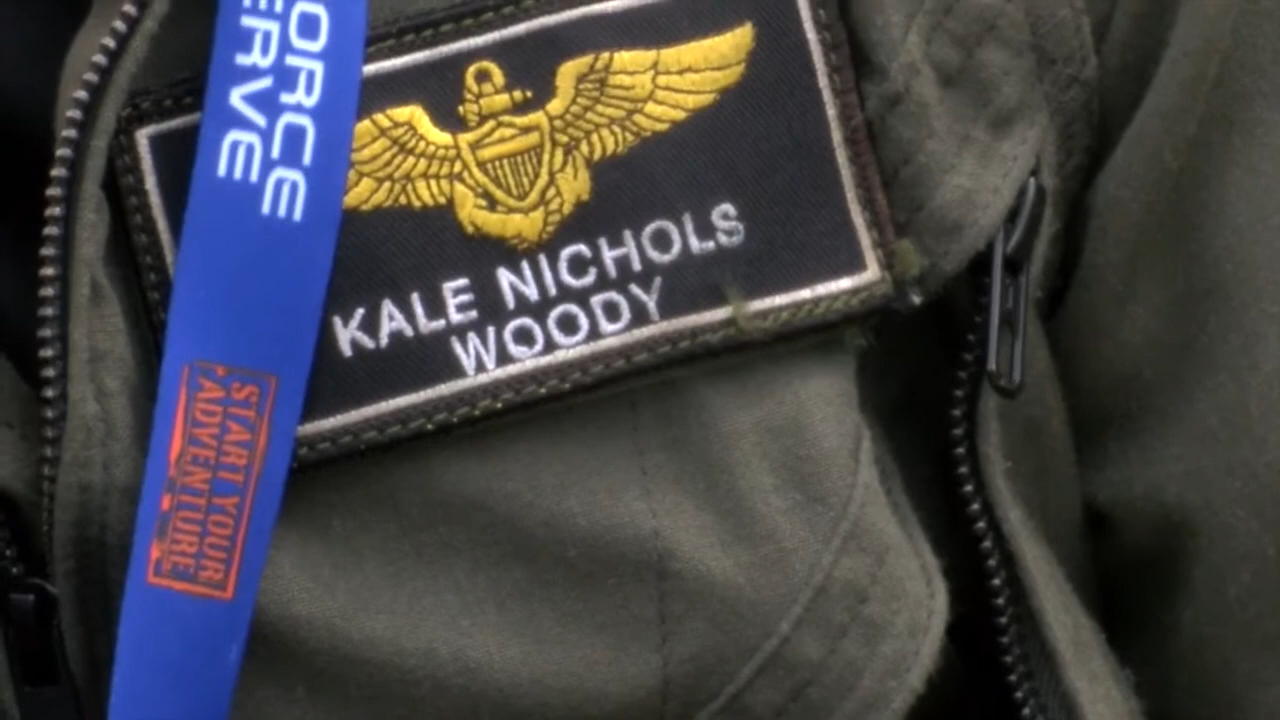 FORCE
ERVE
KALE NICHOLS
WOODY
START YOUR
ADVENTURE